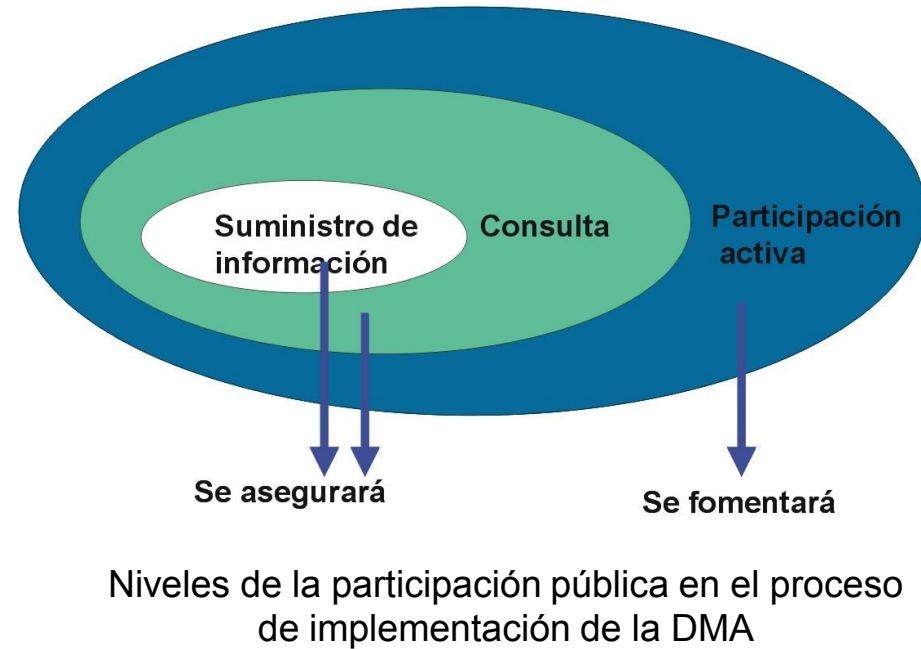 Suministro de
información
Consulta
Participación
activa
Se asegurará
Se fomentará
Niveles de la participación pública en el proceso
de implementación de la DMA